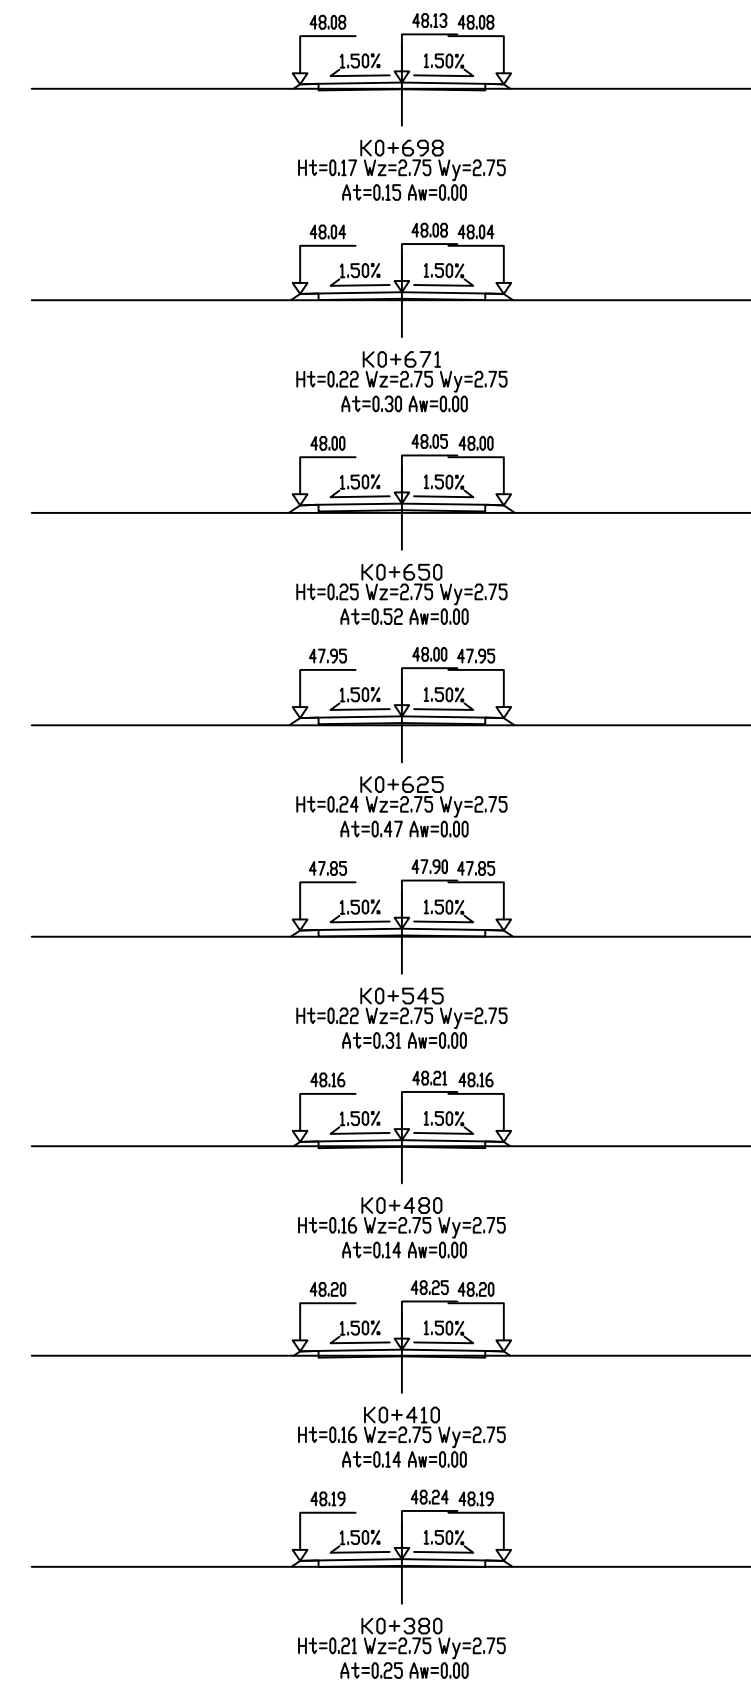 48.08 48.13 48.08
1.50% 1.50%
K0+698
Ht=0.17 Wz=2.75 Wy=2.75
At=0.15 Aw=0.00
48.04 48.08 48.04
1.50% 1.50%
K0+671
Ht=0.22 Wz=2.75 Wy=2.75
At=0.30 Aw=0.00
48.00 48.05 48.00
1.50% 1.50%
K0+650
Ht=0.25 Wz=2.75 Wy=2.75
At=0.52 Aw=0.00
47.95 48.00 47.95
1.50% 1.50%
K0+625
Ht=0.24 Wz=2.75 Wy=2.75
At=0.47 Aw=0.00
47.85 47.90 47.85
1.50% 1.50%
K0+545
Ht=0.22 Wz=2.75 Wy=2.75
At=0.31 Aw=0.00
48.16 48.21 48.16
1.50% 1.50%
K0+480
Ht=0.16 Wz=2.75 Wy=2.75
At=0.14 Aw=0.00
48.20 48.25 48.20
1.50% 1.50%
K0+410
Ht=0.16 Wz=2.75 Wy=2.75
At=0.14 Aw=0.00
48.19 48.24 48.19
1.50% 1.50%
K0+380
Ht=0.21 Wz=2.75 Wy=2.75
At=0.25 Aw=0.00